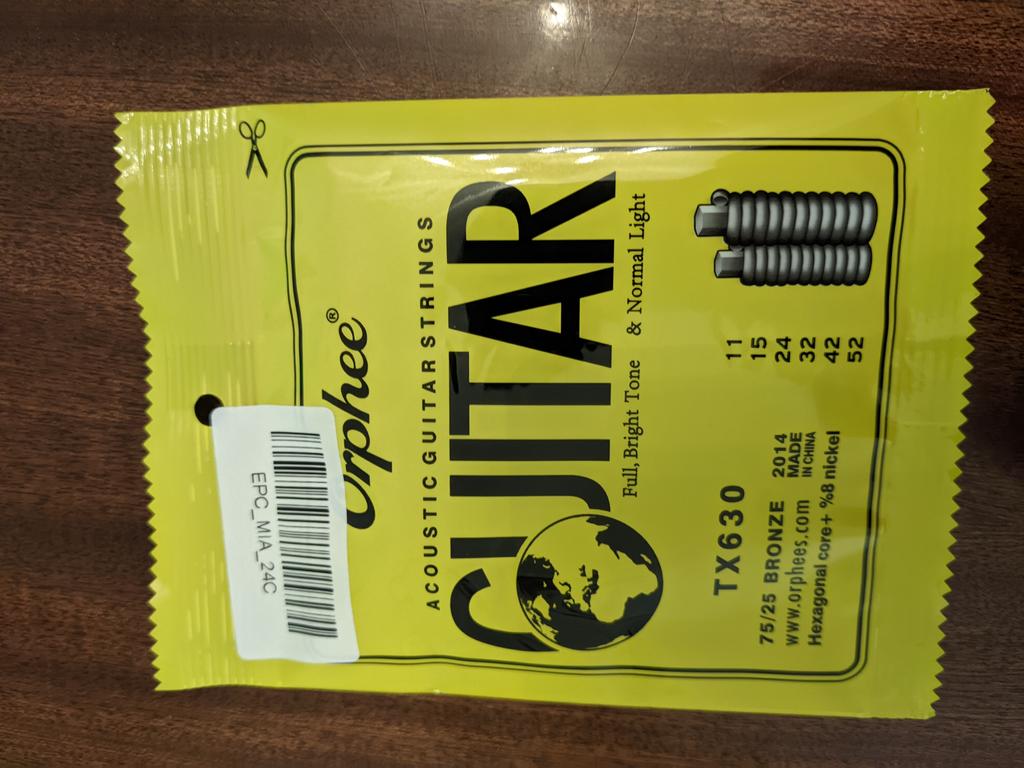 EPC_MIA_24C
Orphee®
ACOUSTIC GUITAR STRINGS
GUITAR
Full, Bright Tone & Normal Light
TX630
75/25 BRONZE
www.orphees.com
Hexagonal core+ %8 nickel
2014
MADE
IN CHINA
11
15
24
32
42
52